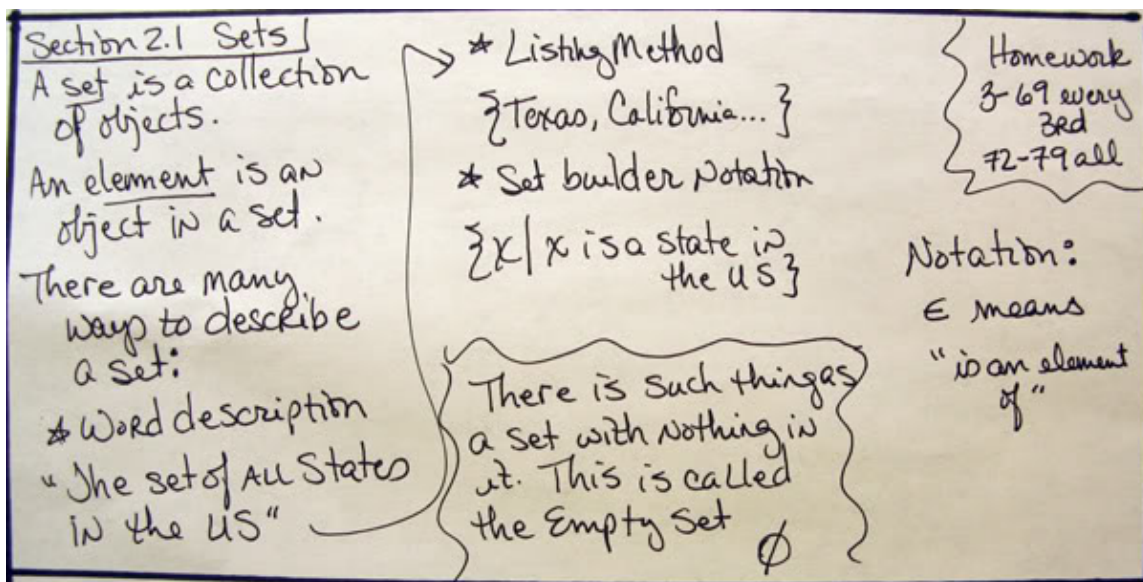 Section 2.1 Sets
A set is a collection
of objects.
An element is an
object in a set.
There are many
ways to describe
a set:
* Word description
"The set of ALL States
in the US"
* Listing Method
{Texas, California...}
* Set builder Notation
{x | x is a state in
the US}
There is such thing as
a set with nothing in
it. This is called
the Empty Set
∅
Homework
3-69 every
3rd
72-79 all
Notation:
∈ means
"is an element
of"